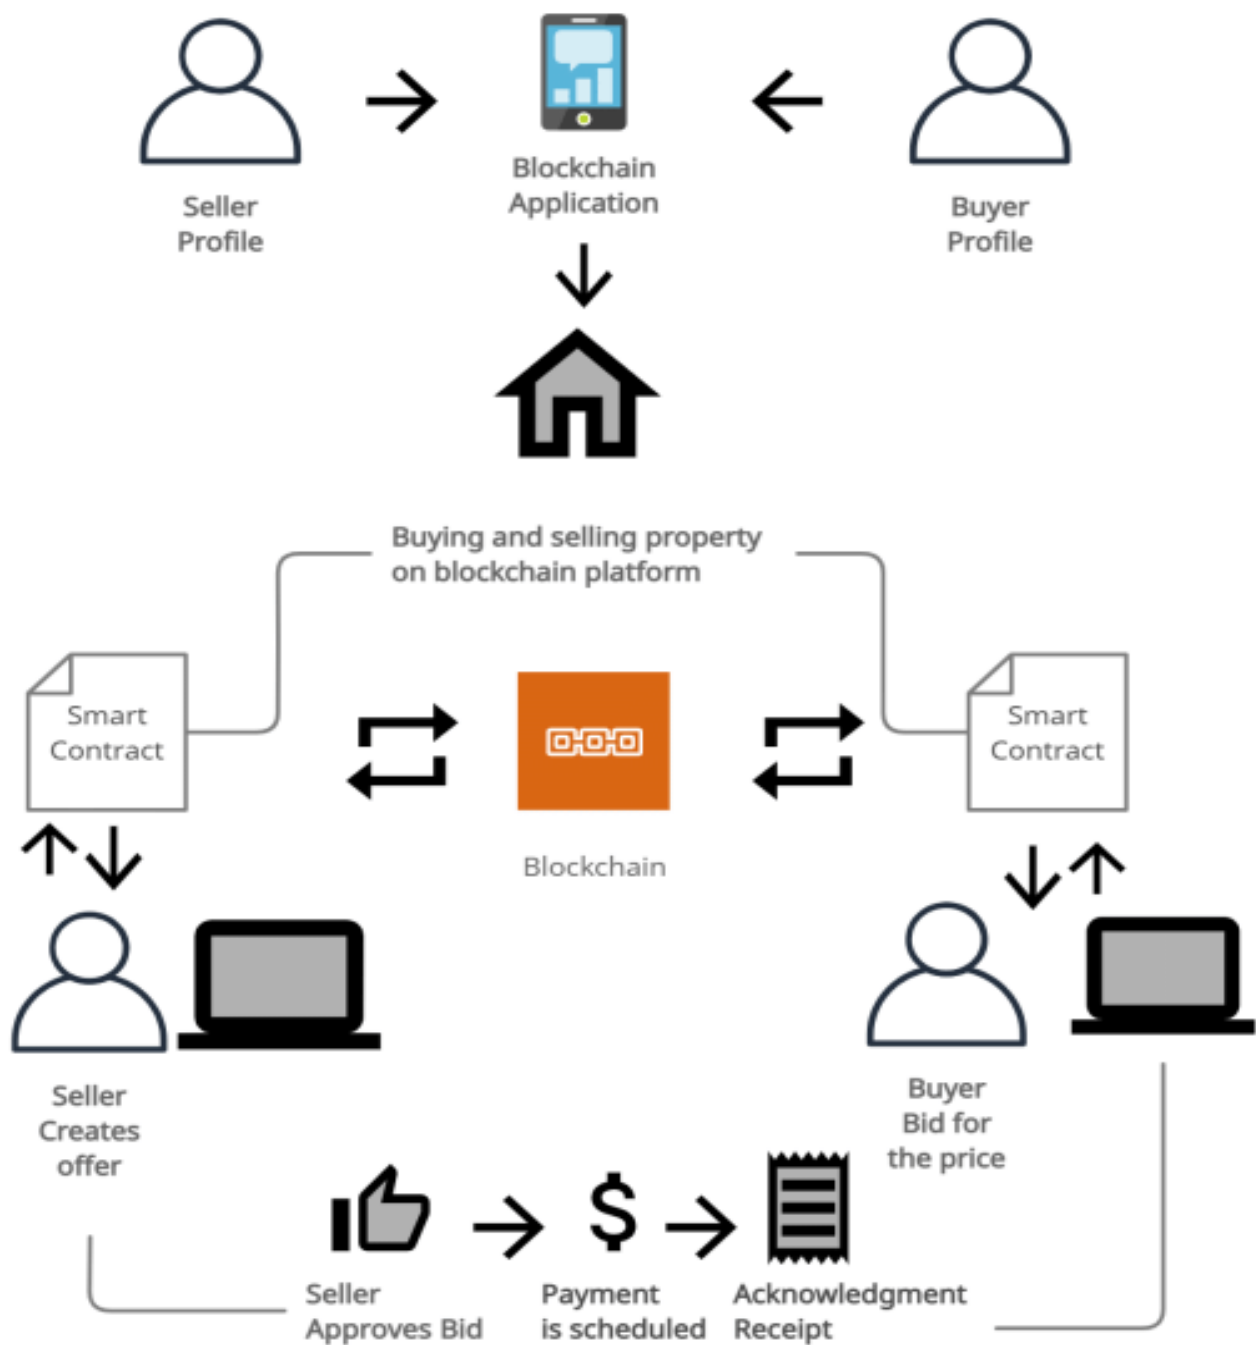 Seller
Profile
Blockchain
Application
Buyer
Profile
Buying and selling property
on blockchain platform
Smart
Contract
Smart
Contract
Blockchain
Seller
Creates
offer
Buyer
Bid for
the price
Seller
Approves Bid
Payment
is scheduled
Acknowledgment
Receipt